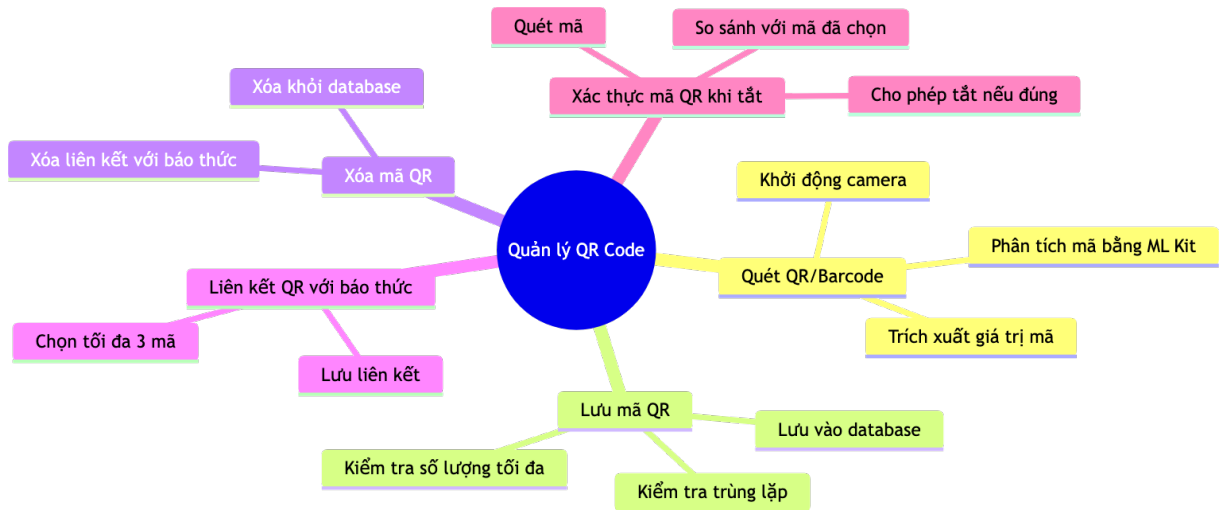 Quản lý QR Code
Quét QR/Barcode
Khởi động camera
Phân tích mã bằng ML Kit
Trích xuất giá trị mã
Lưu mã QR
Kiểm tra số lượng tối đa
Kiểm tra trùng lặp
Lưu vào database
Liên kết QR với báo thức
Chọn tối đa 3 mã
Lưu liên kết
Xóa mã QR
Xóa khỏi database
Xóa liên kết với báo thức
Xác thực mã QR khi tắt
Quét mã
So sánh với mã đã chọn
Cho phép tắt nếu đúng